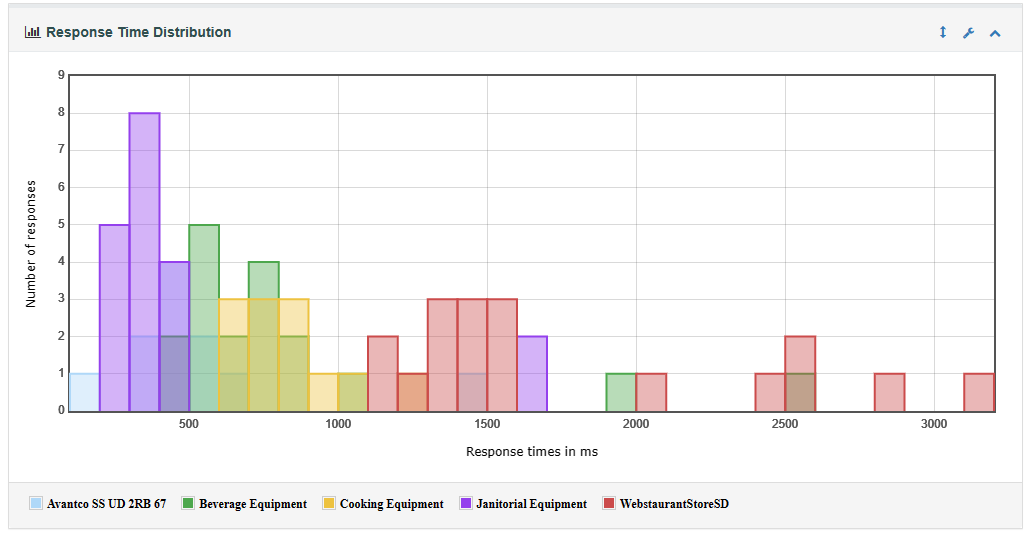 Response Time Distribution
9
8
7
6
5
4
3
2
1
0
Number of responses
500 1000 1500 2000 2500 3000
Response times in ms
Avantco SS UD 2RB 67 Beverage Equipment Cooking Equipment Janitorial Equipment WebstaurantStoreSD